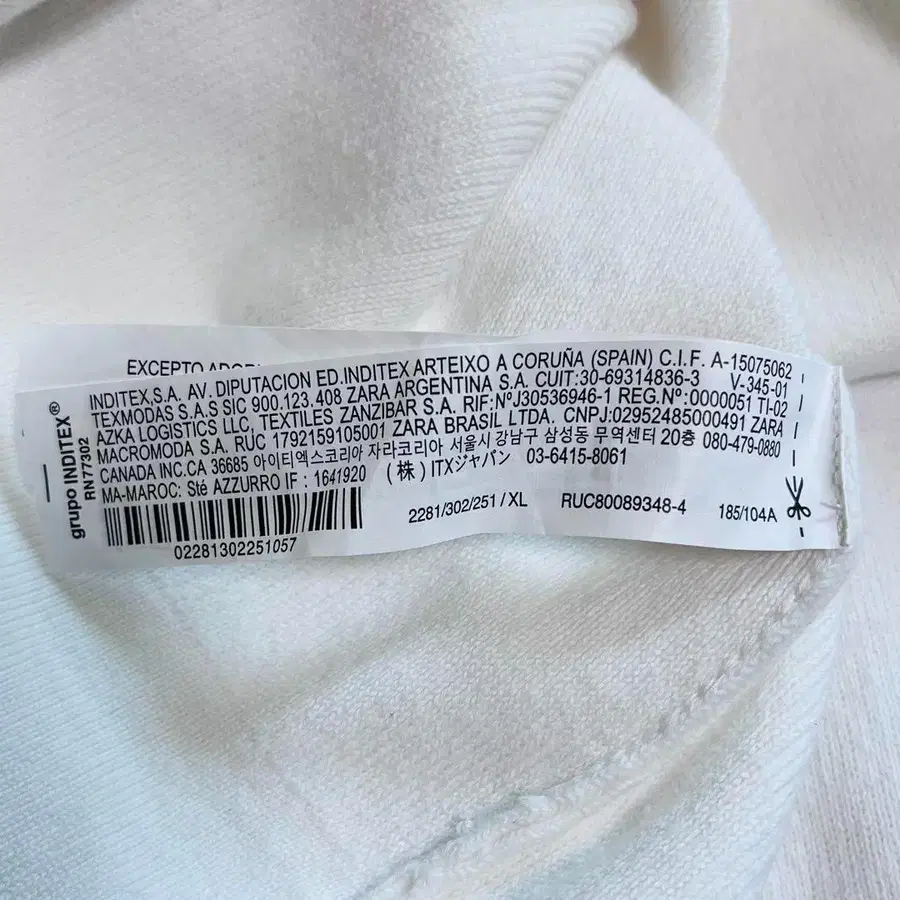 EXCEPTO
grupo INDITEX®
RN77302
INDITEX,S.A. AV. DIPUTACION ED.INDITEX ARTEIXO A CORUÑA (SPAIN) C.I.F. A-15075062
TEXMODAS S.A.S SIC 900.123.408 ZARA ARGENTINA S.A. CUIT:30-69314836-3 V-345-01
AZKA LOGISTICS LLC, TEXTILES ZANZIBAR S.A. RIF:NºJ30536946-1 REG.Nº:0000051 TI-02
MACROMODA S.A. RUC 1792159105001 ZARA BRASIL LTDA. CNPJ:02952485000491 ZARA
CANADA INC.CA 36685 아이티엑스코리아 자라코리아 서울시 강남구 삼성동 무역센터 20층 080-479-0880
MA-MAROC: Sté AZZURRO IF : 1641920 (株) ITXジャパン 03-6415-8061
2281/302/251/XL RUC80089348-4 185/104A
02281302251057